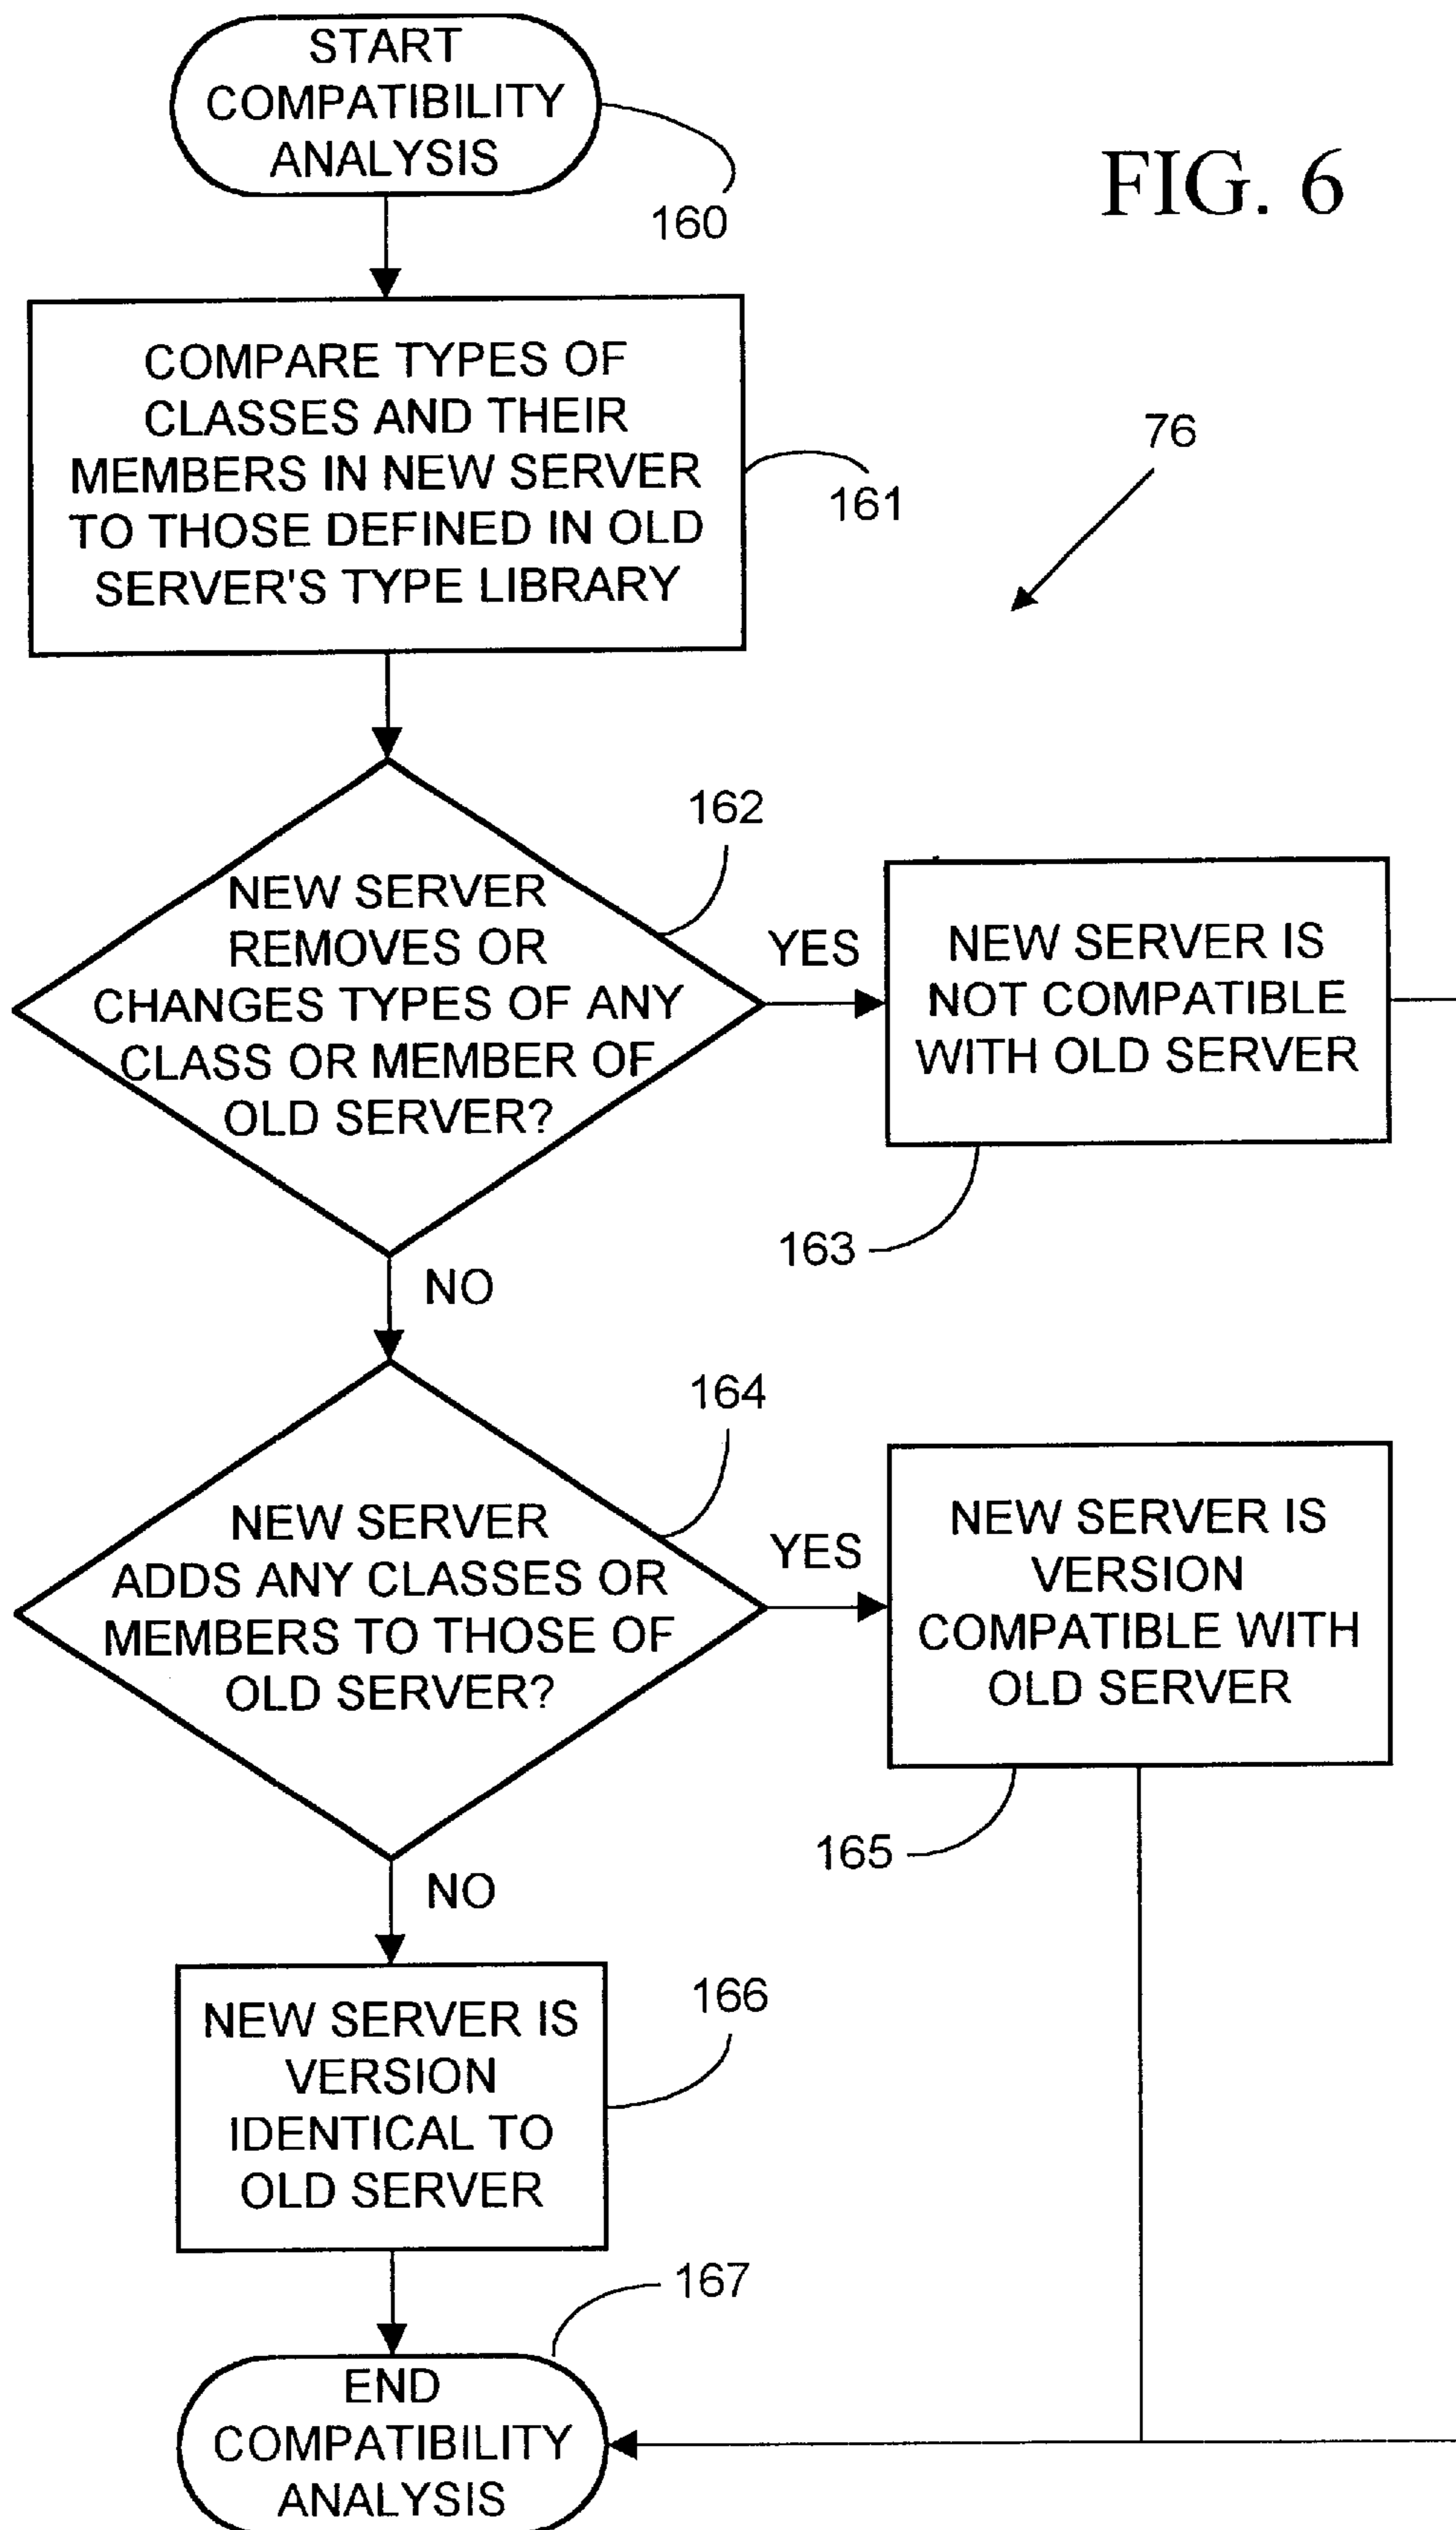 START
COMPATIBILITY
ANALYSIS
160
FIG. 6
COMPARE TYPES OF
CLASSES AND THEIR
MEMBERS IN NEW SERVER
TO THOSE DEFINED IN OLD
SERVER'S TYPE LIBRARY
161
76
NEW SERVER
REMOVES OR
CHANGES TYPES OF ANY
CLASS OR MEMBER OF
OLD SERVER?
162
YES
NEW SERVER IS
NOT COMPATIBLE
WITH OLD SERVER
163
NO
NEW SERVER
ADDS ANY CLASSES OR
MEMBERS TO THOSE OF
OLD SERVER?
164
YES
NEW SERVER IS
VERSION
COMPATIBLE WITH
OLD SERVER
165
NO
NEW SERVER IS
VERSION
IDENTICAL TO
OLD SERVER
166
167
END
COMPATIBILITY
ANALYSIS